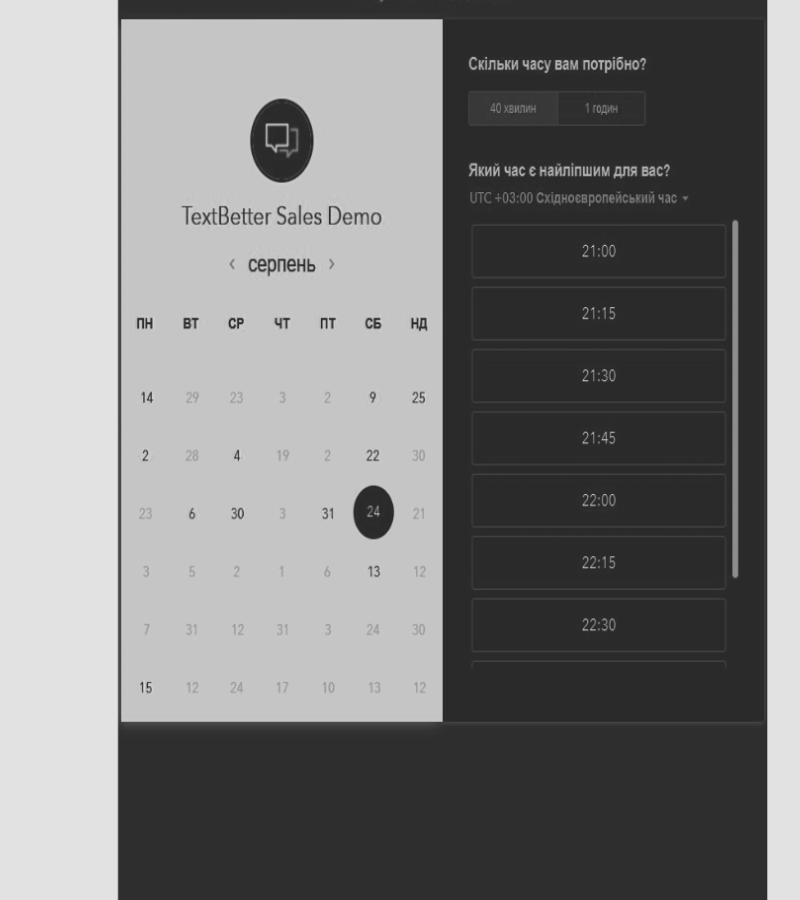 TextBetter Sales Demo
‹ серпень ›
ПН ВТ СР ЧТ ПТ СБ НД
14 29 23 3 2 9 25
2 28 4 19 2 22 30
23 6 30 3 31 24 21
3 5 2 1 6 13 12
7 31 12 31 3 24 30
15 12 24 17 10 13 12
Скільки часу вам потрібно?
40 хвилин 1 годин
Який час є найліпшим для вас?
UTC +03:00 Східноєвропейський час
21:00
21:15
21:30
21:45
22:00
22:15
22:30